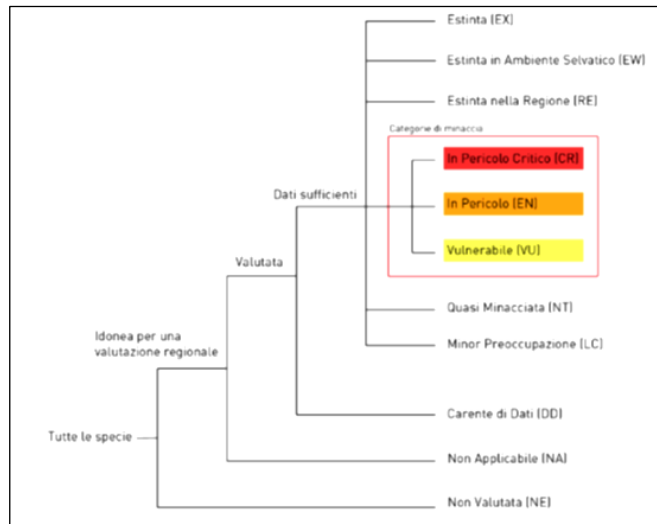 Estinta (EX)
Estinta in Ambiente Selvatico (EW)
Estinta nella Regione (RE)
Categorie di minaccia
In Pericolo Critico (CR)
Dati sufficienti
In Pericolo (EN)
Vulnerabile (VU)
Valutata
Quasi Minacciata (NT)
Idonea per una
valutazione regionale
Minor Preoccupazione (LC)
Carente di Dati (DD)
Tutte le specie
Non Applicabile (NA)
Non Valutata (NE)